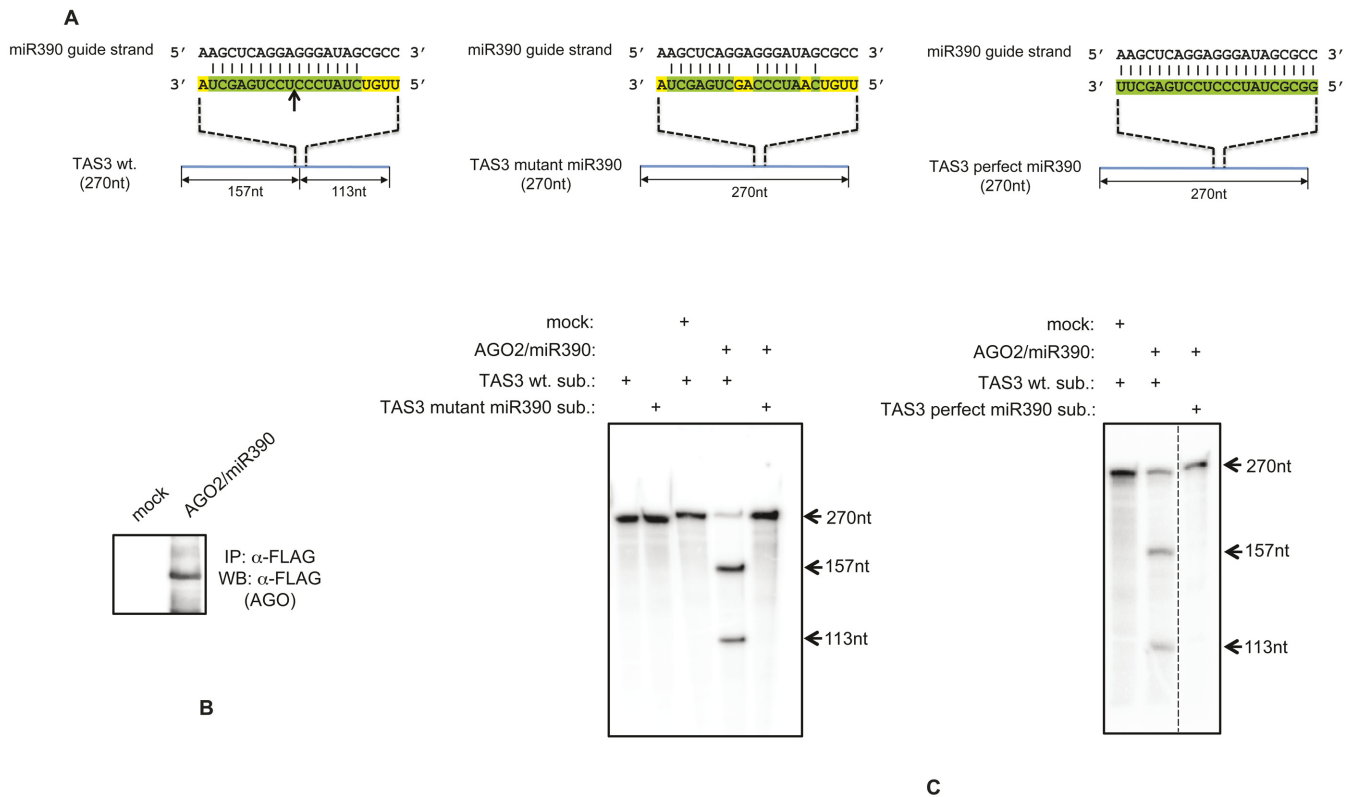 A
miR390 guide strand 5′ AAGCUCAGGAGGGAUAGCGCC 3′
3′ AUCGAGUCCUCCCUAUCUGUU 5′
TAS3 wt.
(270nt)
157nt 113nt
miR390 guide strand 5′ AAGCUCAGGAGGGAUAGCGCC 3′
3′ AUCGAGUCGACCCUAACUGUU 5′
TAS3 mutant miR390
(270nt)
270nt
miR390 guide strand 5′ AAGCUCAGGAGGGAUAGCGCC 3′
3′ UUCGAGUCCUCCCUAUCGCGG 5′
TAS3 perfect miR390
(270nt)
270nt
mock
AGO2/miR390
IP: α-FLAG
WB: α-FLAG
(AGO)
B
mock: +
AGO2/miR390: + +
TAS3 wt. sub.: + + +
TAS3 mutant miR390 sub.: + +
270nt
157nt
113nt
mock: +
AGO2/miR390: + +
TAS3 wt. sub.: + +
TAS3 perfect miR390 sub.: +
270nt
157nt
113nt
C